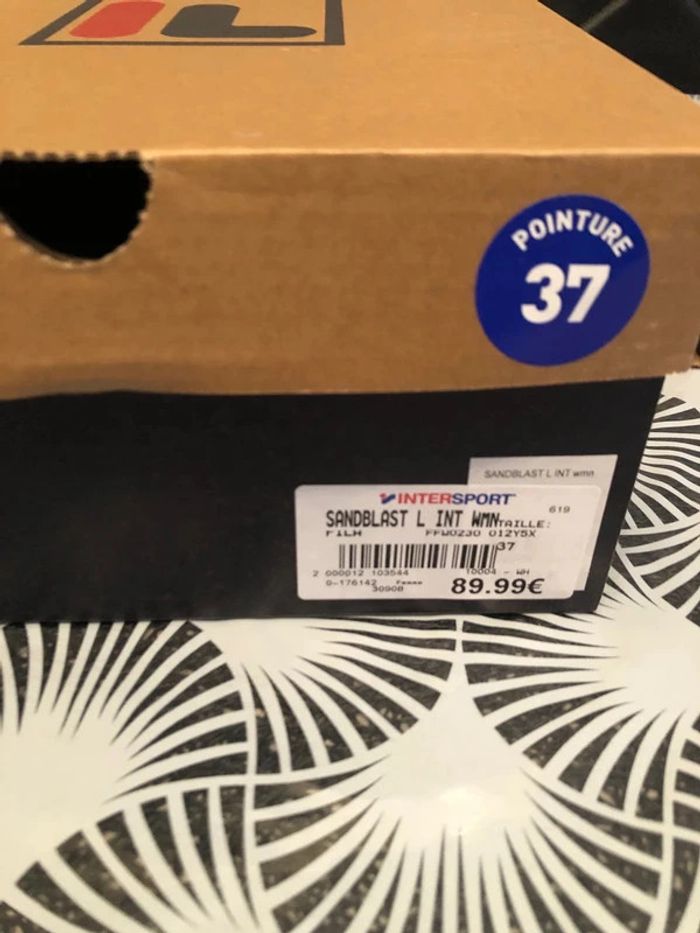 POINTURE
37
SANDBLAST L INT wmn
INTERSPORT
619
SANDBLAST L INT WMN TAILLE:
FILA FFW0230 012Y5X
37
2 000012 103544 10004 - WH
0-176142 Femme
30908 89.99€